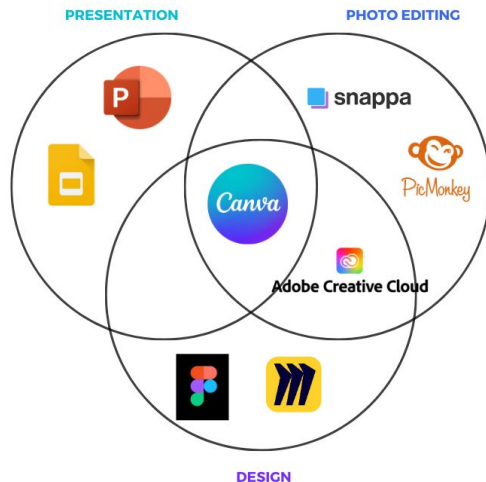 PRESENTATION
PHOTO EDITING
P
snappa
PicMonkey
Canva
Adobe Creative Cloud
DESIGN